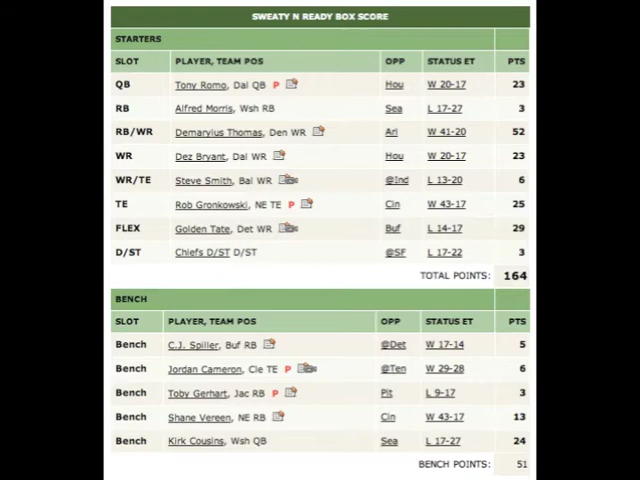 SWEATY N READY BOX SCORE
STARTERS
SLOT PLAYER, TEAM POS OPP STATUS ET PTS
QB Tony Romo, Dal QB P Hou W 20-17 23
RB Alfred Morris, Wsh RB Sea L 17-27 3
RB/WR Demaryius Thomas, Den WR Ari W 41-20 52
WR Dez Bryant, Dal WR Hou W 20-17 23
WR/TE Steve Smith, Bal WR @Ind L 13-20 6
TE Rob Gronkowski, NE TE P Cin W 43-17 25
FLEX Golden Tate, Det WR Buf L 14-17 29
D/ST Chiefs D/ST D/ST @SF L 17-22 3
TOTAL POINTS: 164
BENCH
SLOT PLAYER, TEAM POS OPP STATUS ET PTS
Bench C.J. Spiller, Buf RB @Det W 17-14 5
Bench Jordan Cameron, Cle TE P @Ten W 29-28 6
Bench Toby Gerhart, Jac RB P Pit L 9-17 3
Bench Shane Vereen, NE RB Cin W 43-17 13
Bench Kirk Cousins, Wsh QB Sea L 17-27 24
BENCH POINTS: 51